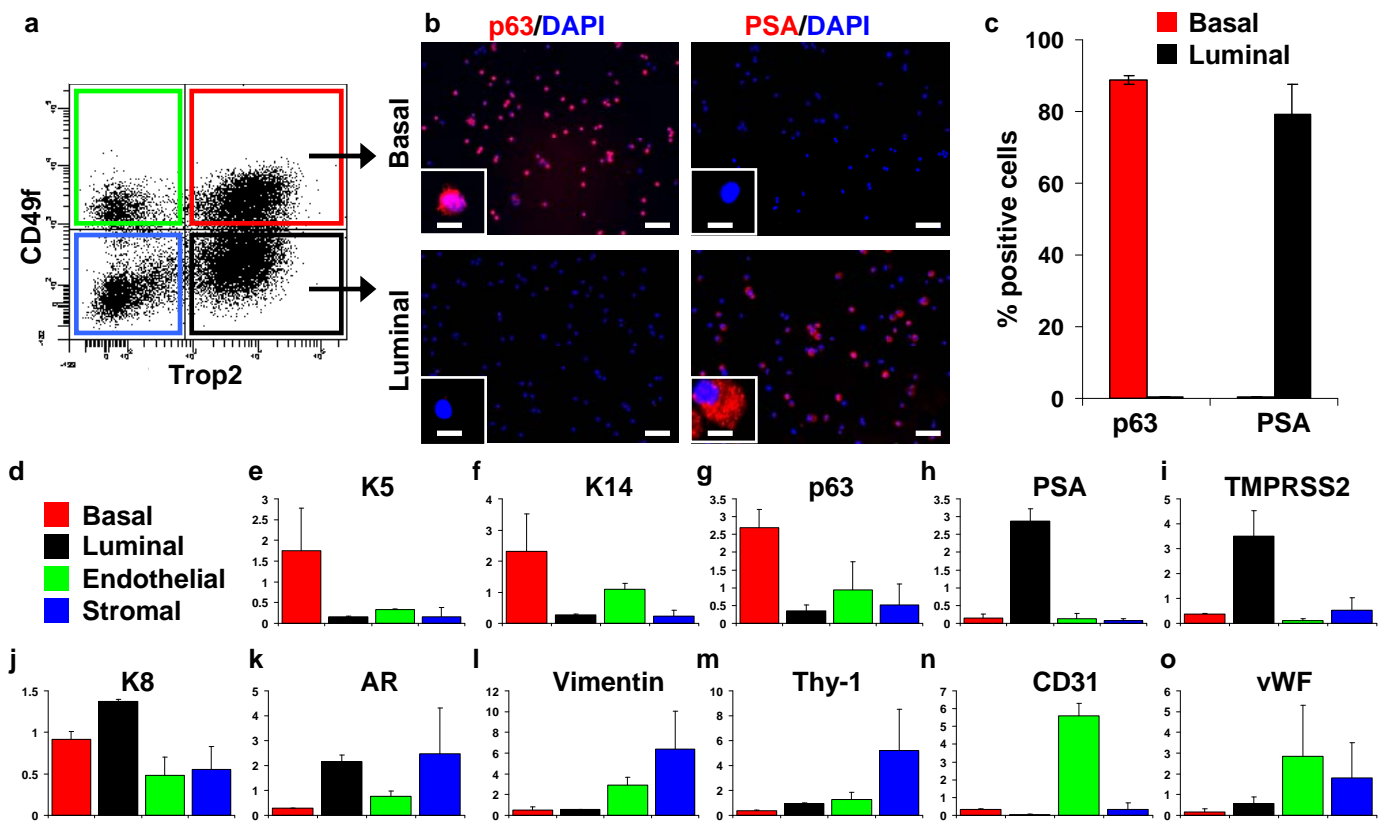 a
CD49f
Trop2
b
p63/DAPI
PSA/DAPI
Basal
Luminal
c
Basal
Luminal
% positive cells
100
80
60
40
20
0
p63
PSA
d
Basal
Luminal
Endothelial
Stromal
e
K5
3
2.5
2
1.5
1
0.5
0
f
K14
4
3
2
1
0
g
p63
3.5
3
2.5
2
1.5
1
0.5
0
h
PSA
3.5
3
2.5
2
1.5
1
0.5
0
i
TMPRSS2
5
4
3
2
1
0
j
K8
1.5
1
0.5
0
k
AR
5
4
3
2
1
0
l
Vimentin
12
10
8
6
4
2
0
m
Thy-1
10
8
6
4
2
0
n
CD31
7
6
5
4
3
2
1
0
o
vWF
6
5
4
3
2
1
0